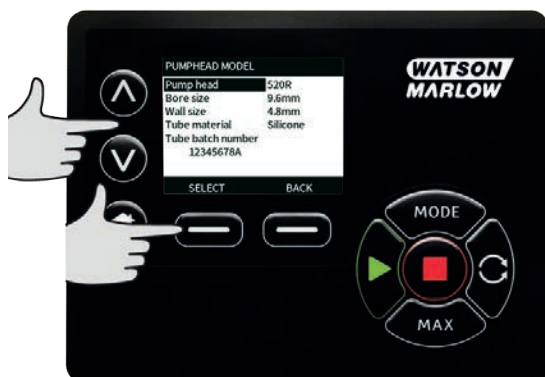 PUMPHEAD MODEL
Pump head 520R
Bore size 9.6mm
Wall size 4.8mm
Tube material Silicone
Tube batch number
12345678A
SELECT BACK
WATSON
MARLOW
MODE
MAX